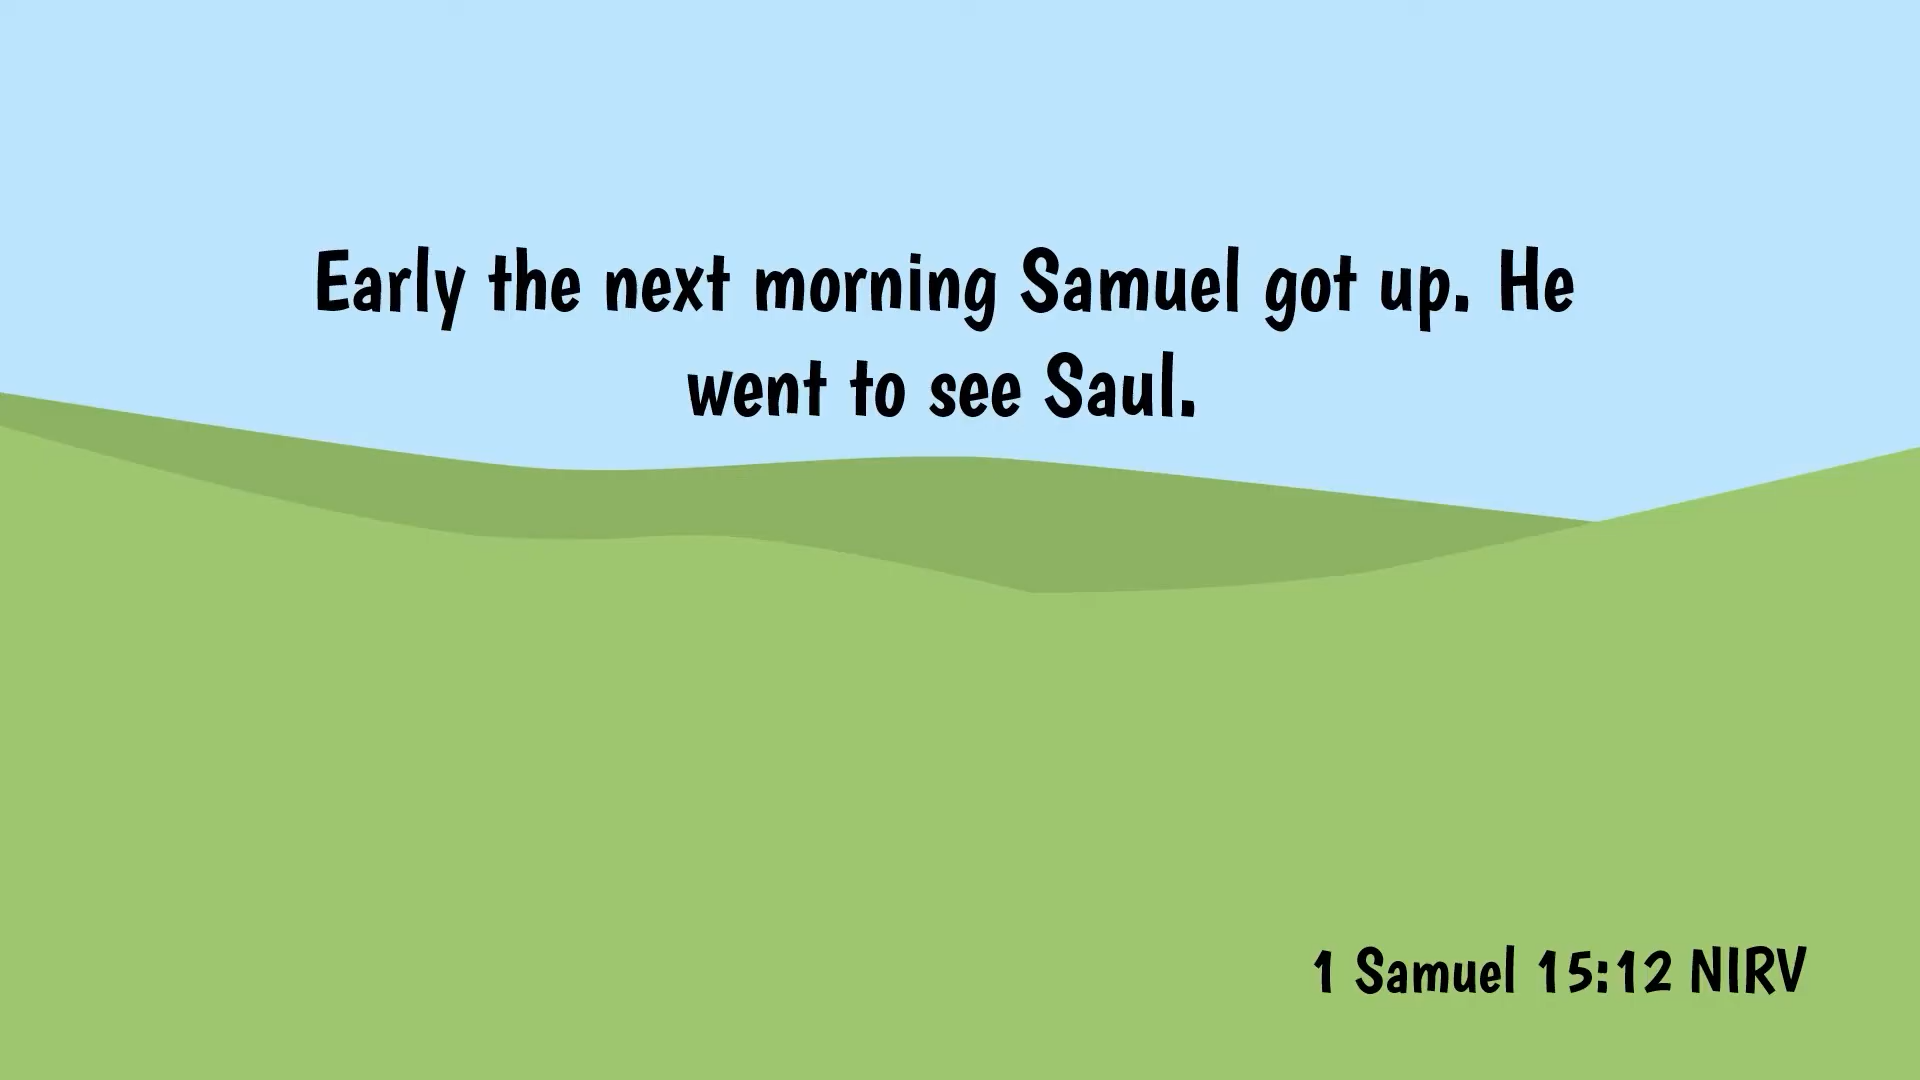 Early the next morning Samuel got up. He
went to see Saul.
1 Samuel 15:12 NIRV